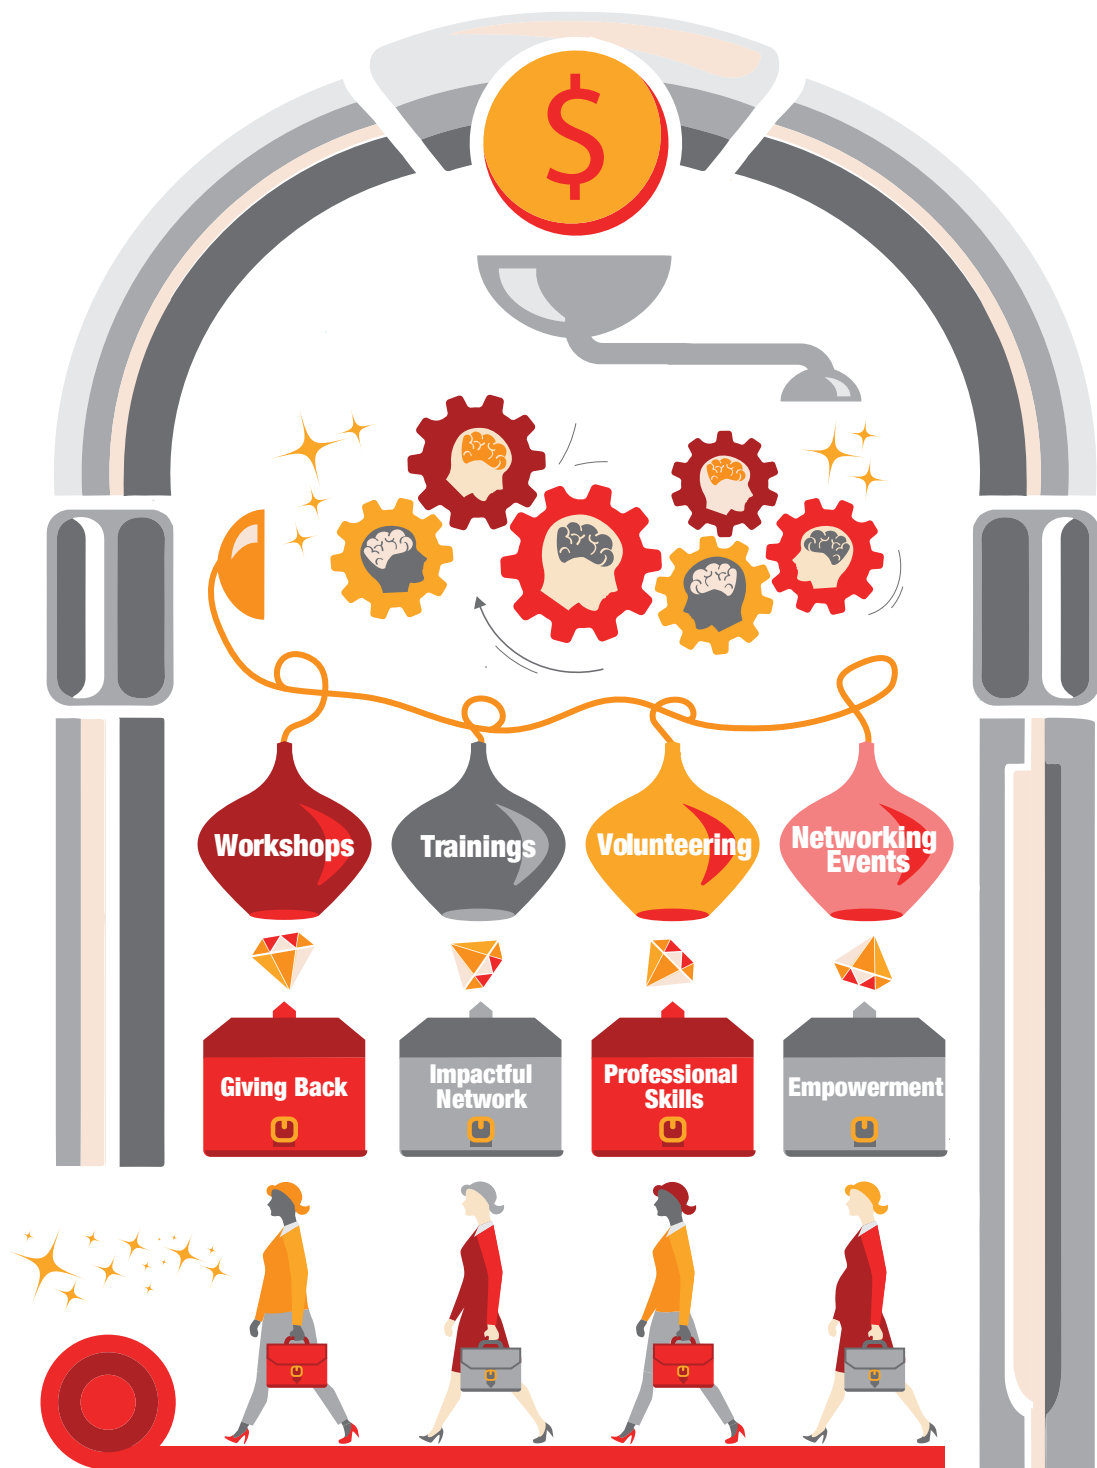 $
Workshops
Trainings
Volunteering
Networking
Events
Giving Back
Impactful
Network
Professional
Skills
Empowerment